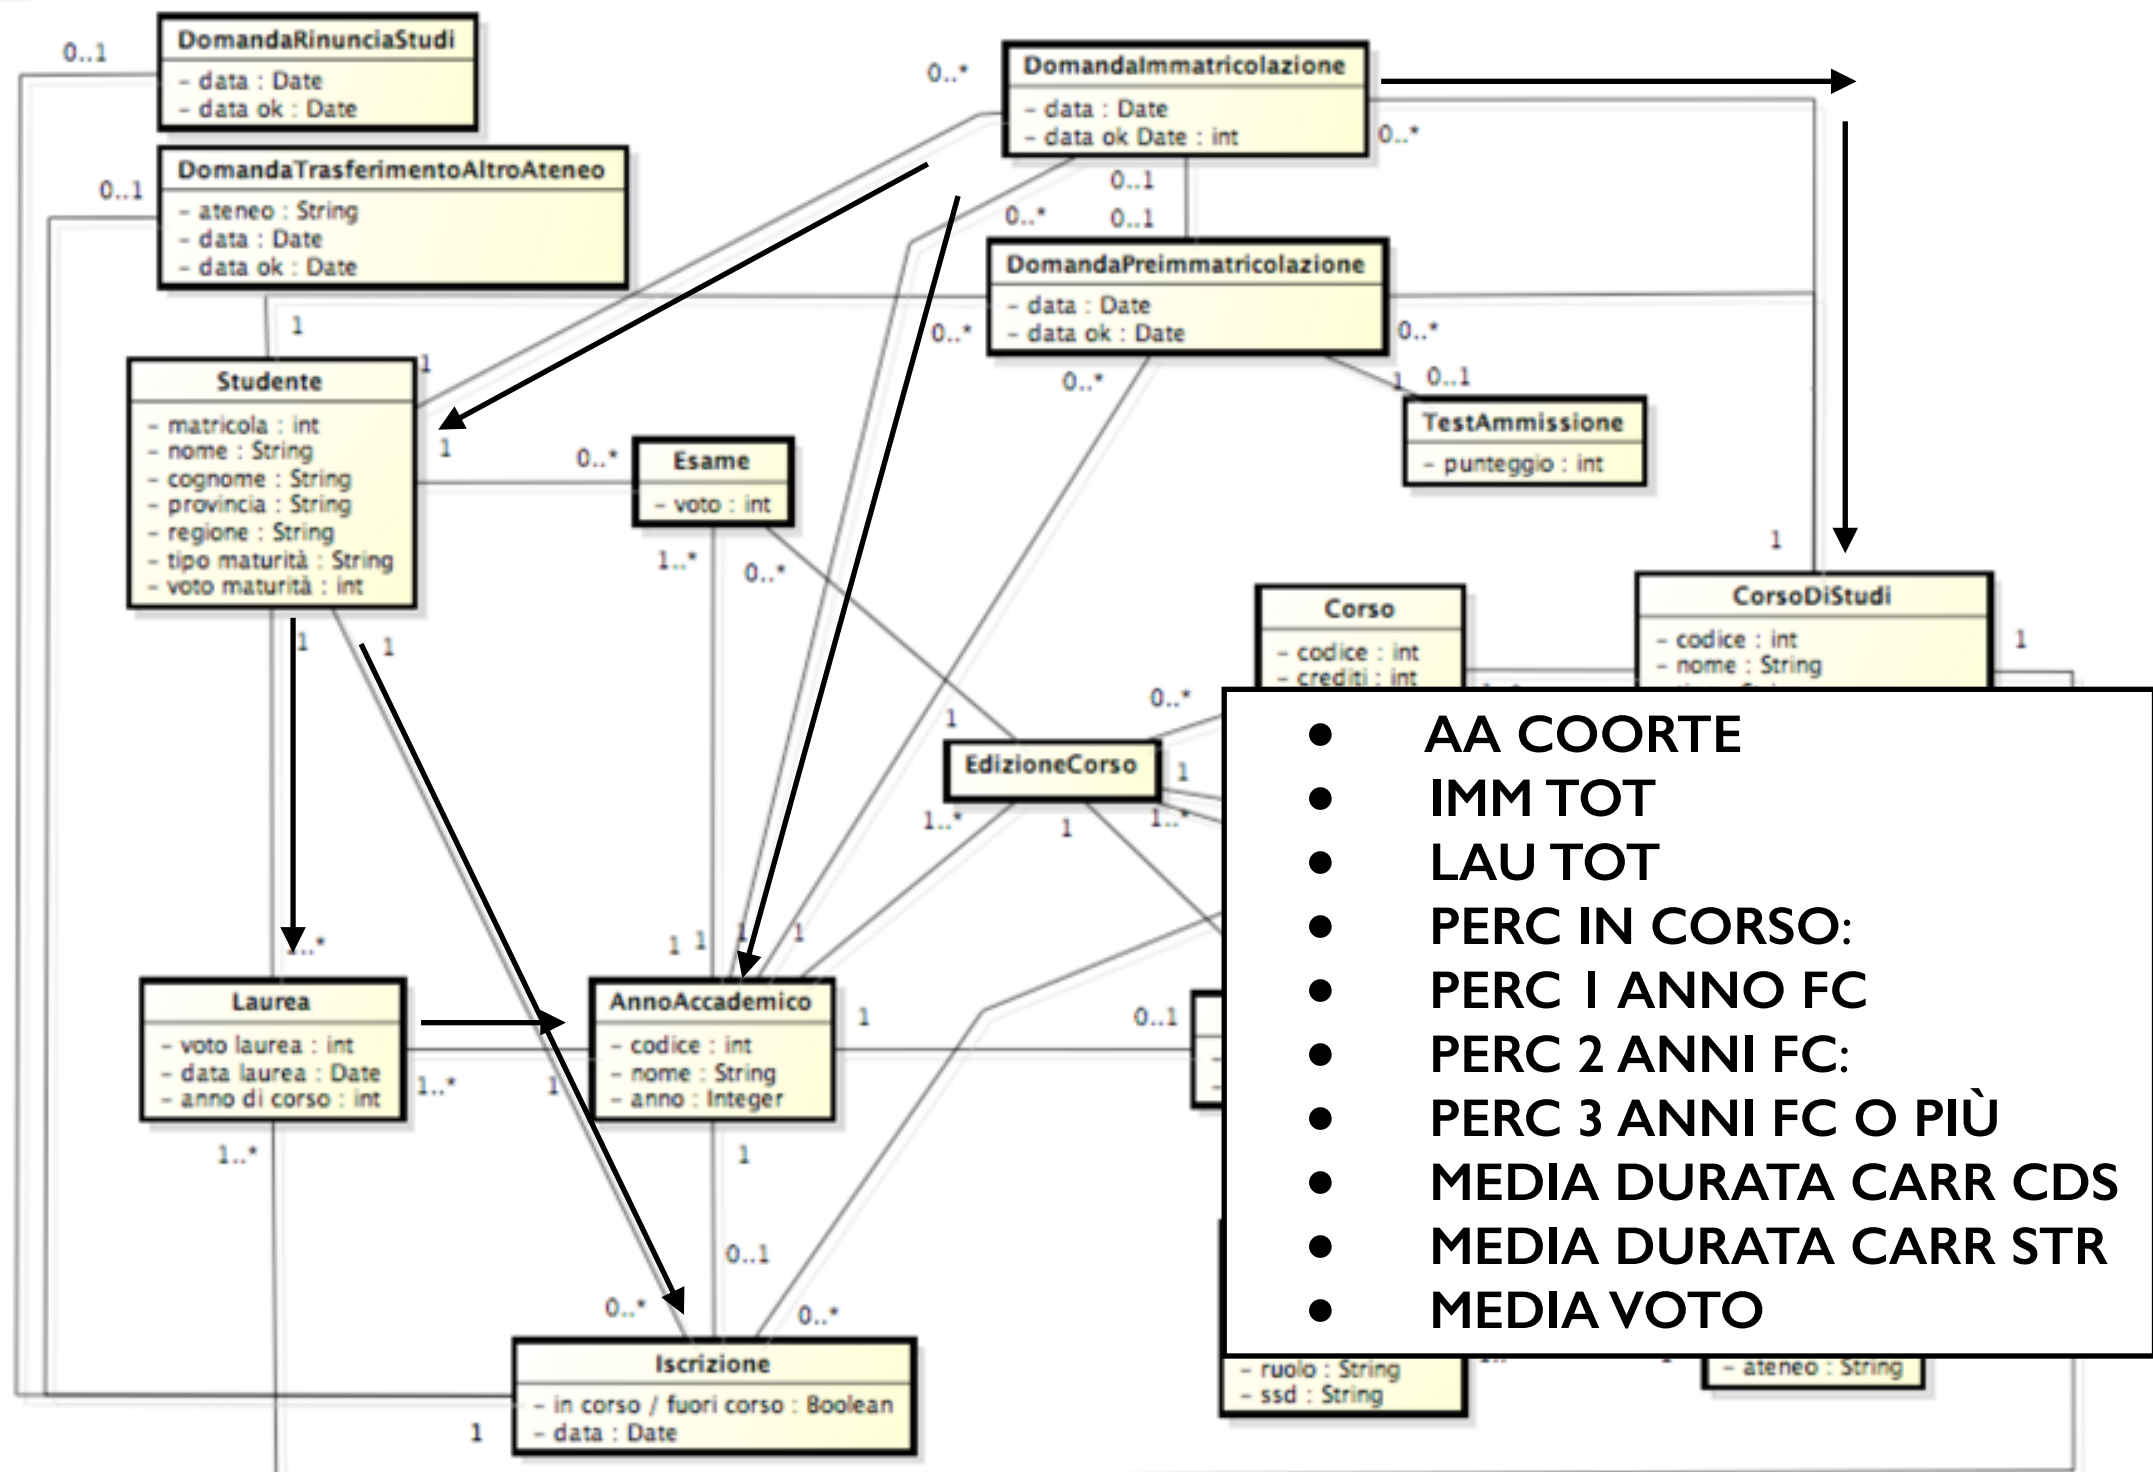 DomandaRinunciaStudi
- data : Date
- data ok : Date
0..1
DomandaTrasferimentoAltroAteneo
- ateneo : String
- data : Date
- data ok : Date
0..1
DomandaImmatricolazione
- data : Date
- data ok Date : int
0..*
0..*
0..1
0..*
0..1
DomandaPreimmatricolazione
- data : Date
- data ok : Date
0..*
0..*
0..*
1
0..1
TestAmmissione
- punteggio : int
1
1
Studente
- matricola : int
- nome : String
- cognome : String
- provincia : String
- regione : String
- tipo maturità : String
- voto maturità : int
1
0..*
Esame
- voto : int
1..*
0..*
1
1
1
Corso
- codice : int
- crediti : int
CorsoDiStudi
- codice : int
- nome : String
1
0..*
1
EdizioneCorso
1
1..*
1
1..*
1..*
1
1
1
1
Laurea
- voto laurea : int
- data laurea : Date
- anno di corso : int
1..*
1
1..*
AnnoAccademico
- codice : int
- nome : String
- anno : Integer
1
0..1
1
0..1
0..*
0..*
Iscrizione
- in corso / fuori corso : Boolean
- data : Date
1
• AA COORTE
• IMM TOT
• LAU TOT
• PERC IN CORSO:
• PERC 1 ANNO FC
• PERC 2 ANNI FC:
• PERC 3 ANNI FC O PIÙ
• MEDIA DURATA CARR CDS
• MEDIA DURATA CARR STR
• MEDIA VOTO
- ruolo : String
- ssd : String
- ateneo : String